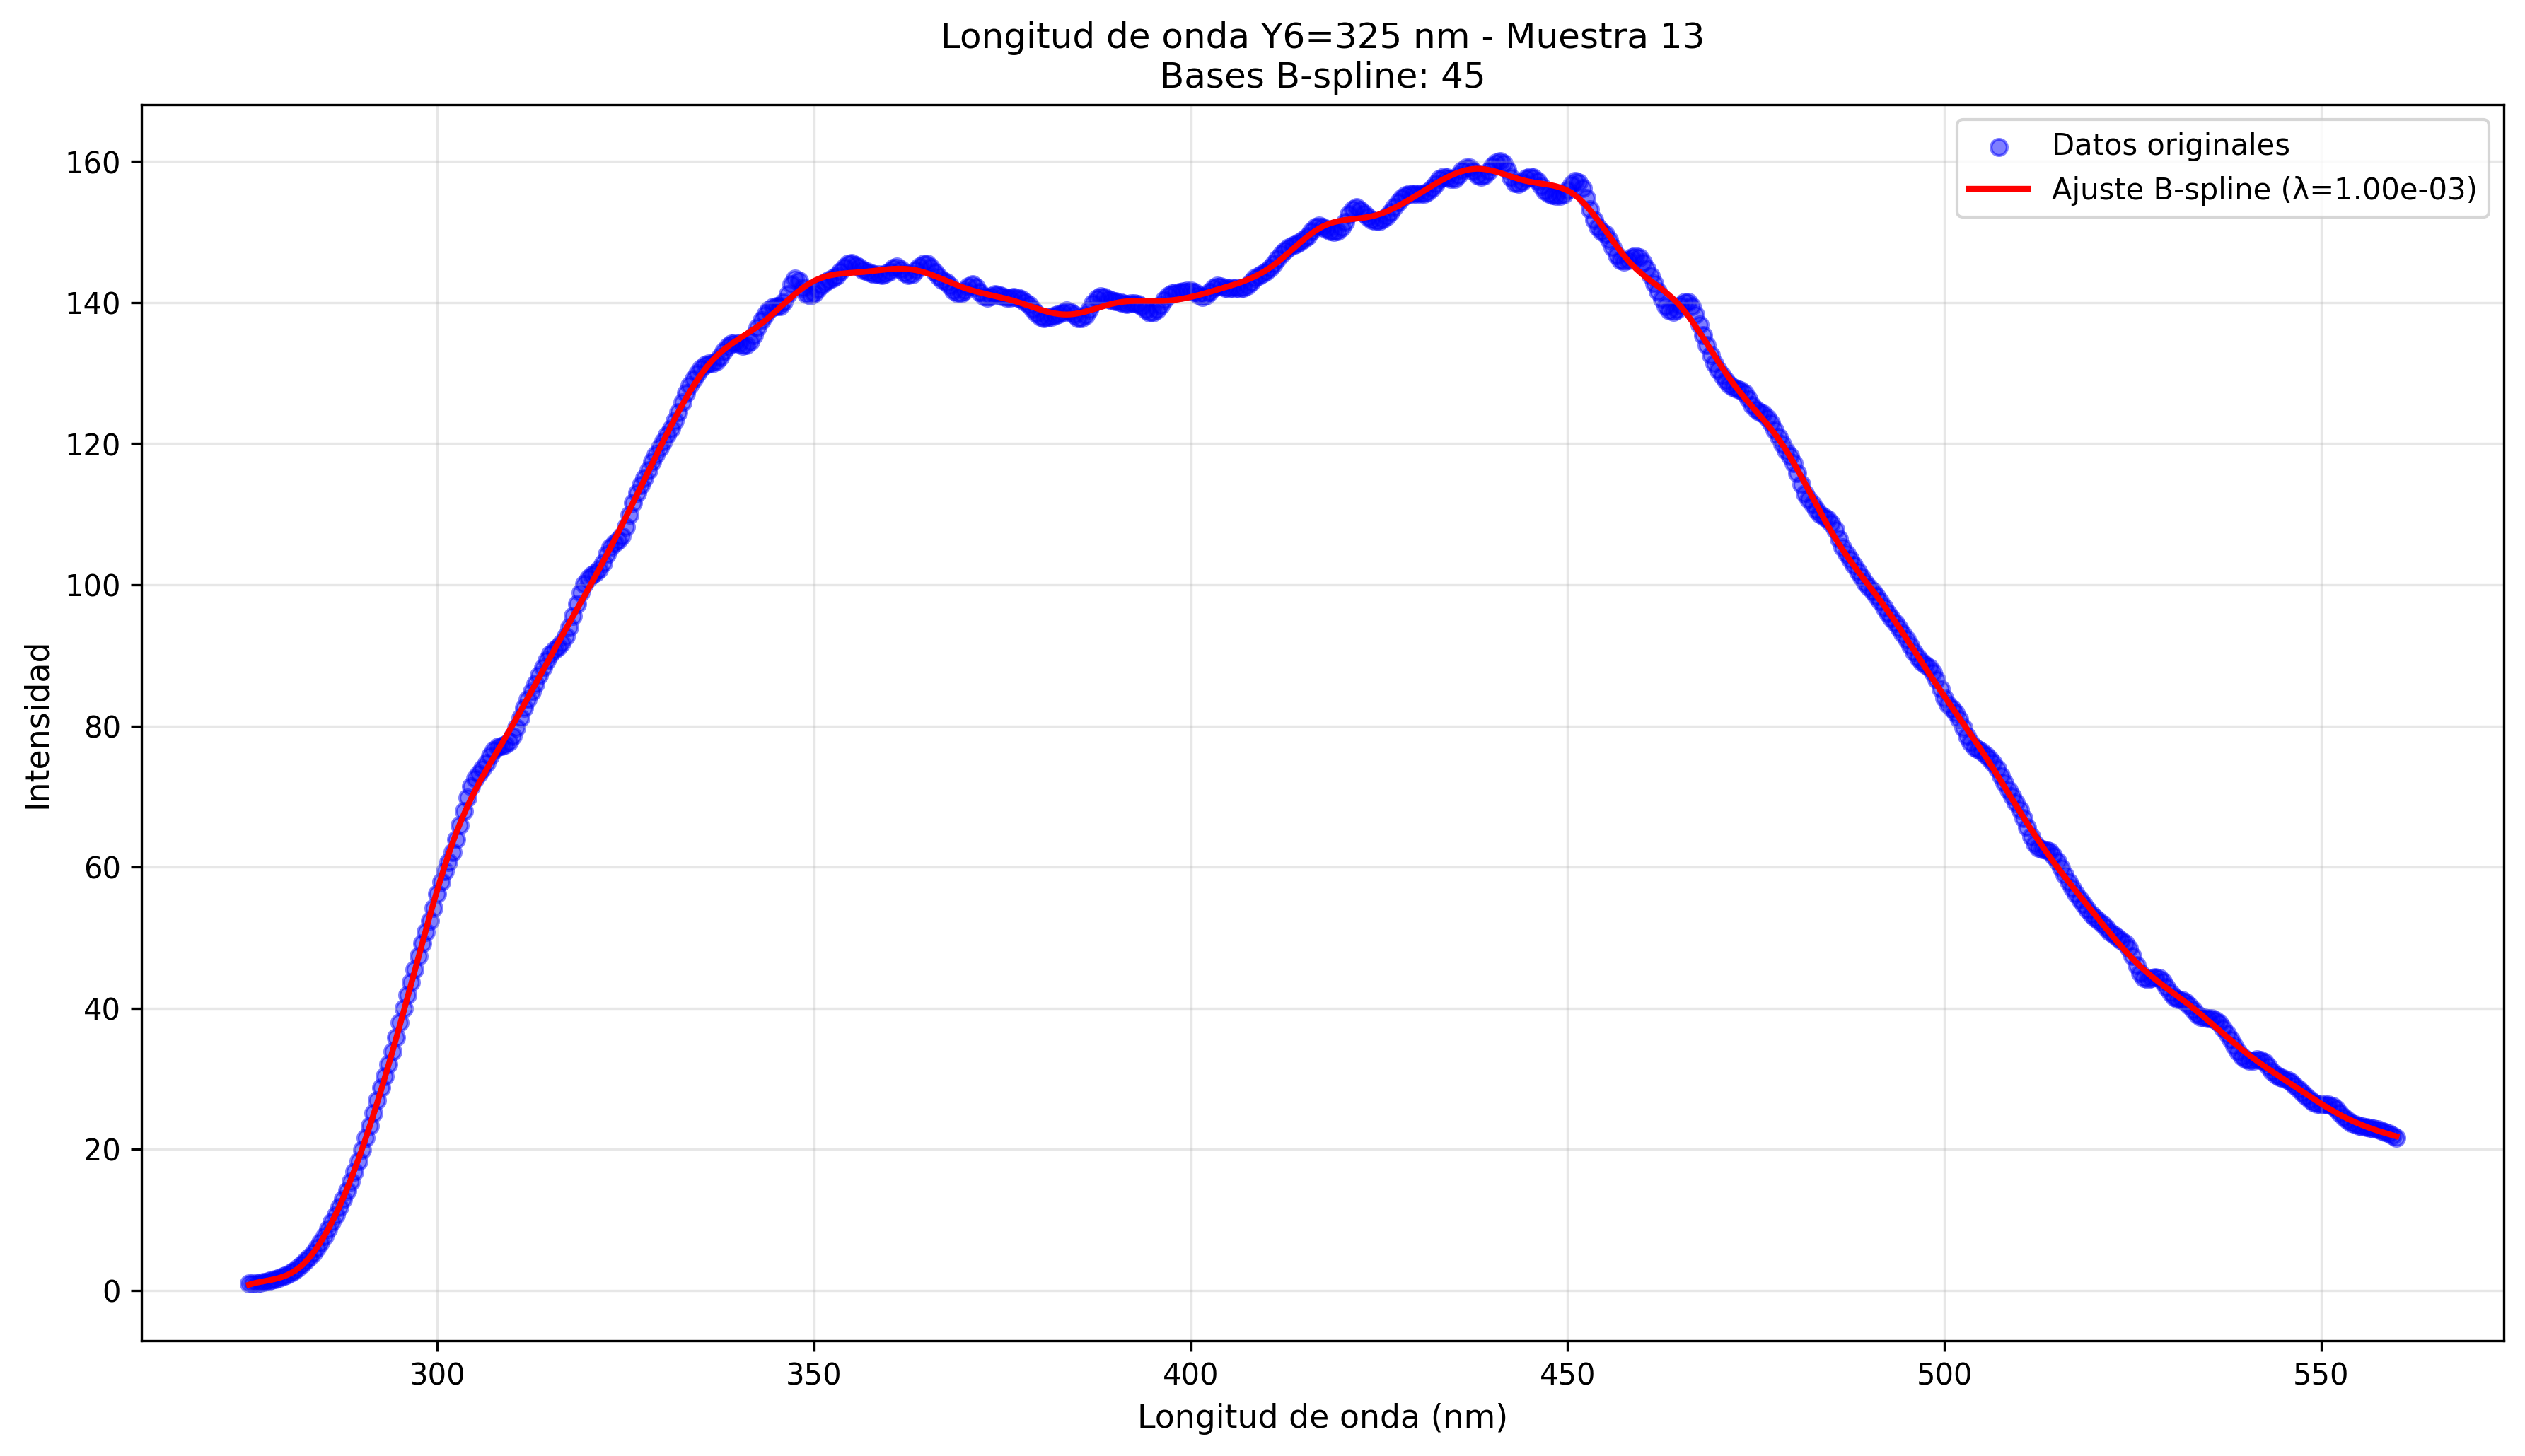 Longitud de onda Y6=325 nm - Muestra 13
Bases B-spline: 45
Datos originales
Ajuste B-spline (λ=1.00e-03)
Intensidad
160
140
120
100
80
60
40
20
0
300 350 400 450 500 550
Longitud de onda (nm)